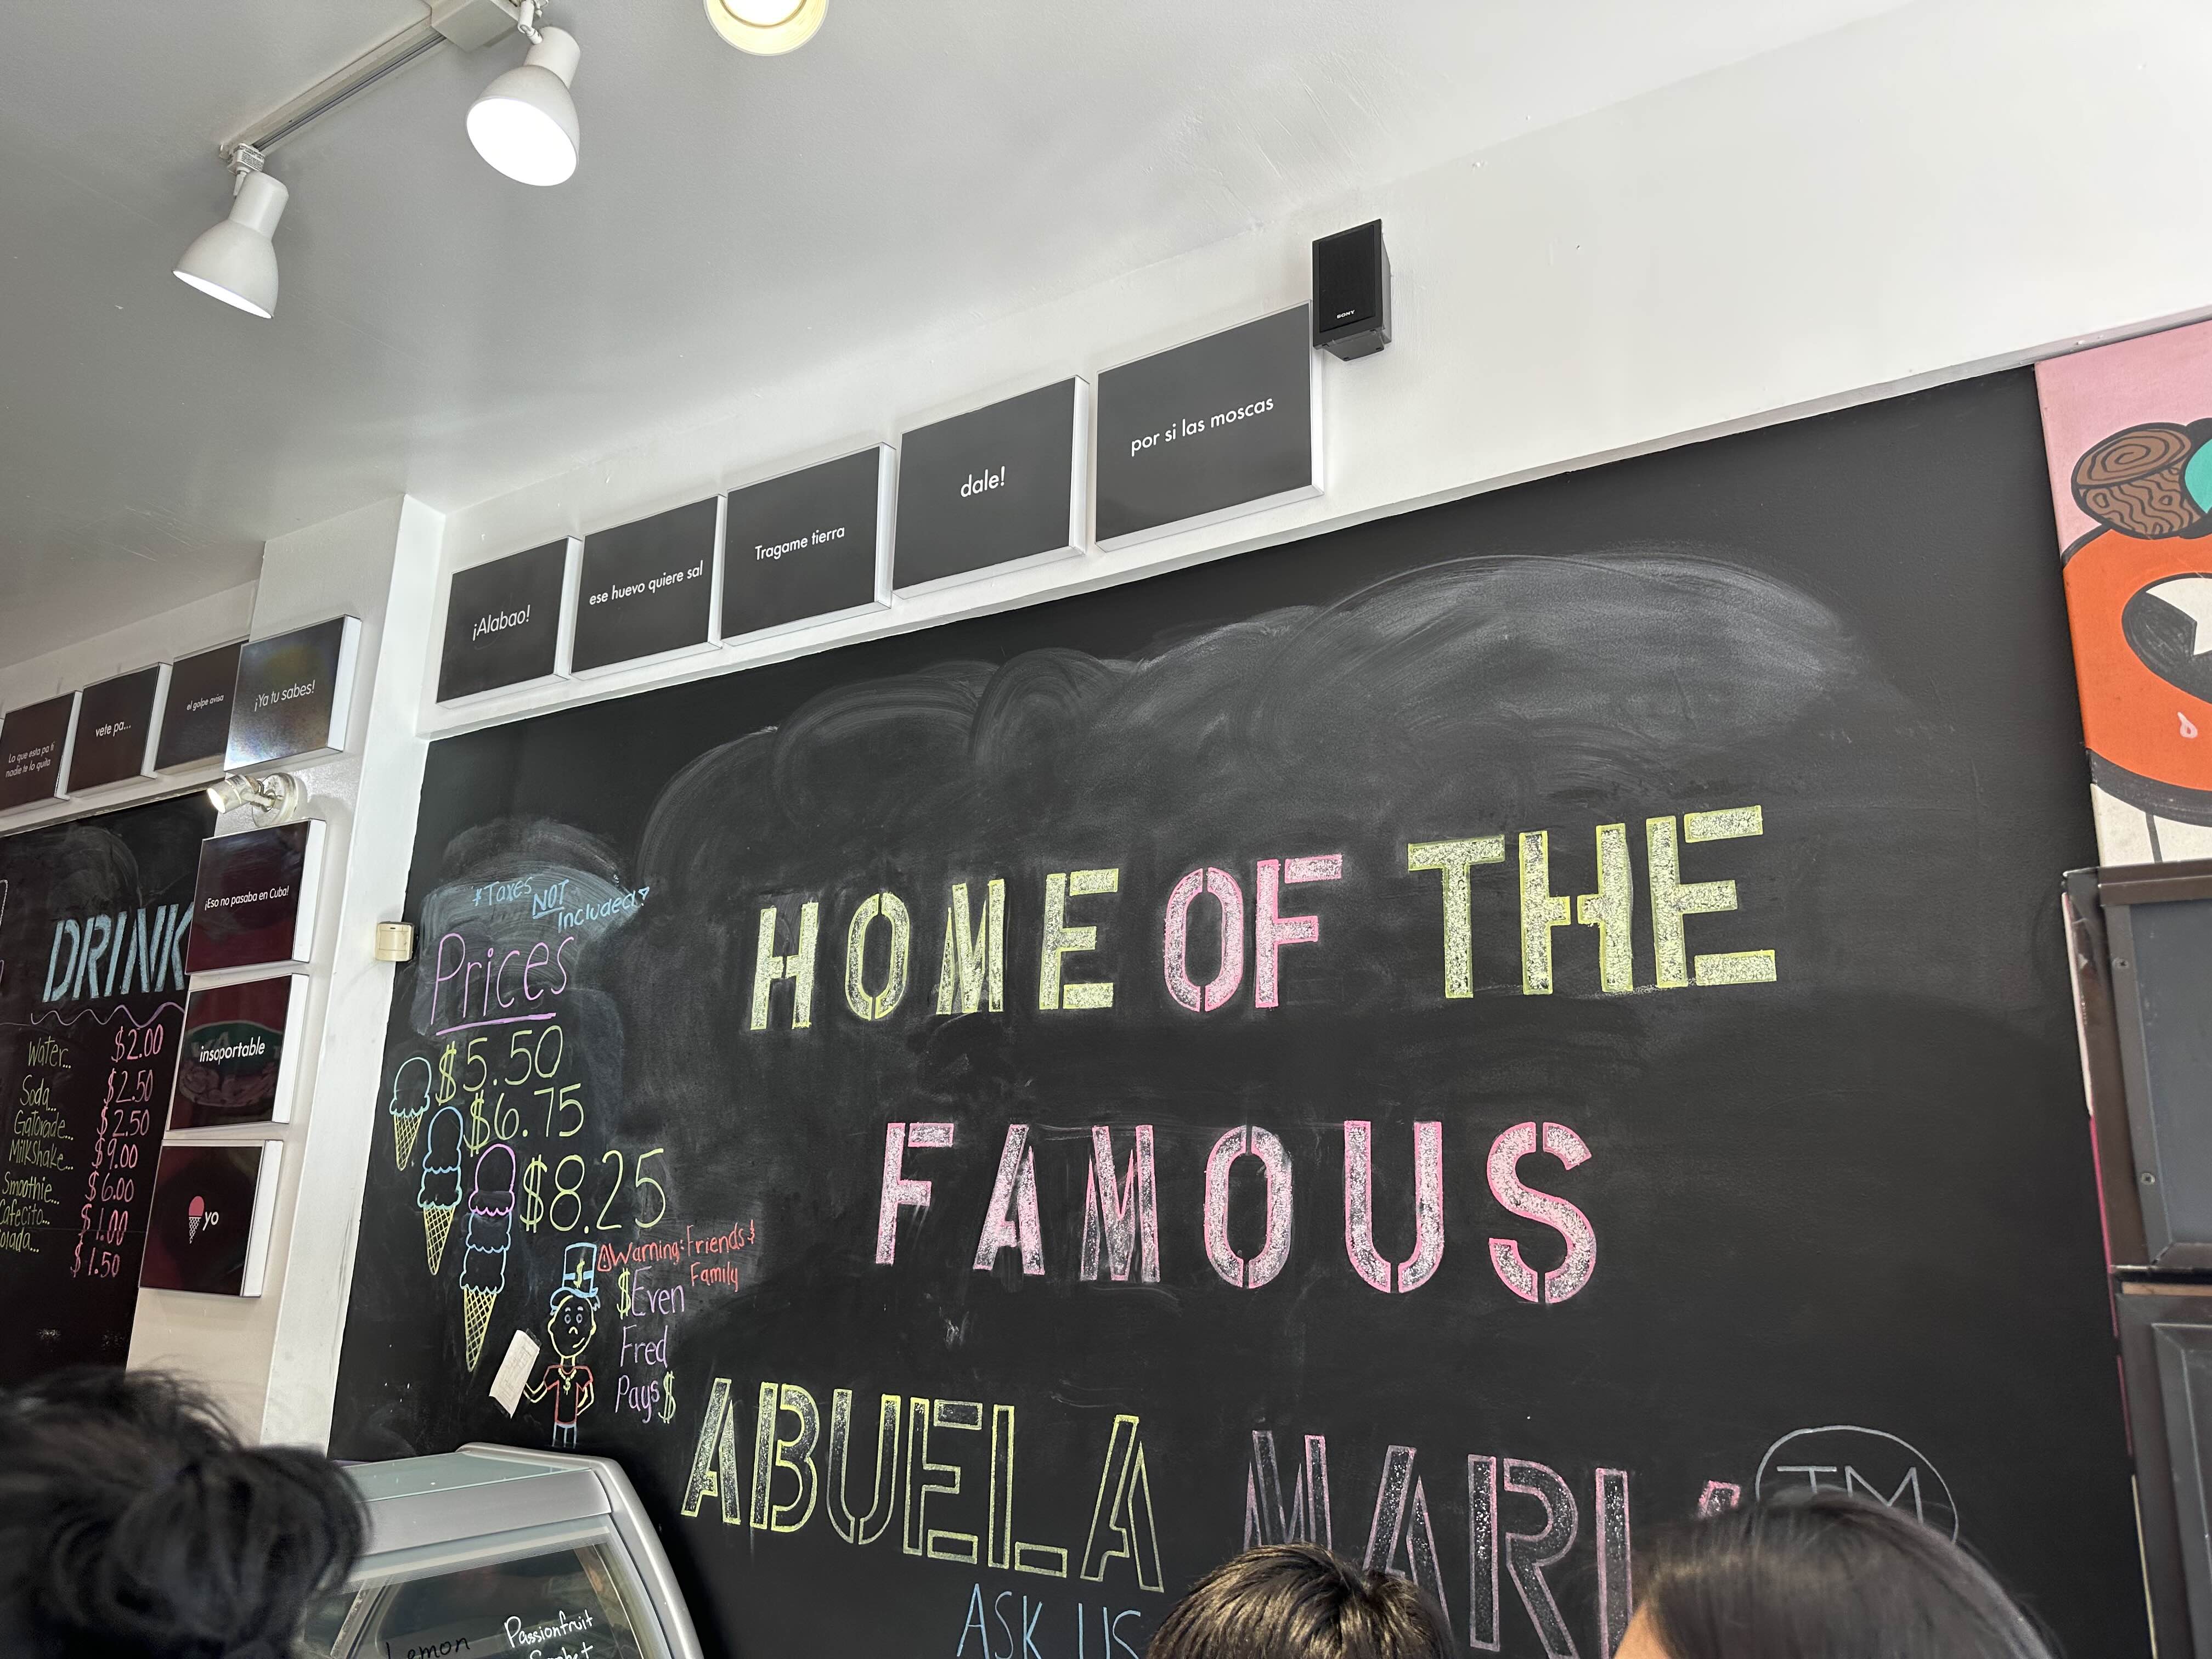 SONY
por si las moscas
dale!
Tragame tierra
ese huevo quiere sal
¡Alabao!
¡Ya tu sabes!
el golpe avisa
vete pa...
Lo que esta pa ti
nadie te lo quita
¡Eso no pasaba en Cuba!
insoportable
yo
DRINK
Water... $2.00
Soda... $2.50
Gatorade... $2.50
Milkshake... $9.00
Smoothie... $6.00
Cafecito... $1.00
olada... $1.50
*Taxes NOT
included*
Prices
$5.50
$6.75
$8.25
Warning: Friends &
Family
$Even
Fred
Pays$
HOME OF THE
FAMOUS
ABUELA MARIA TM
ASK US
Lemon
Passionfruit